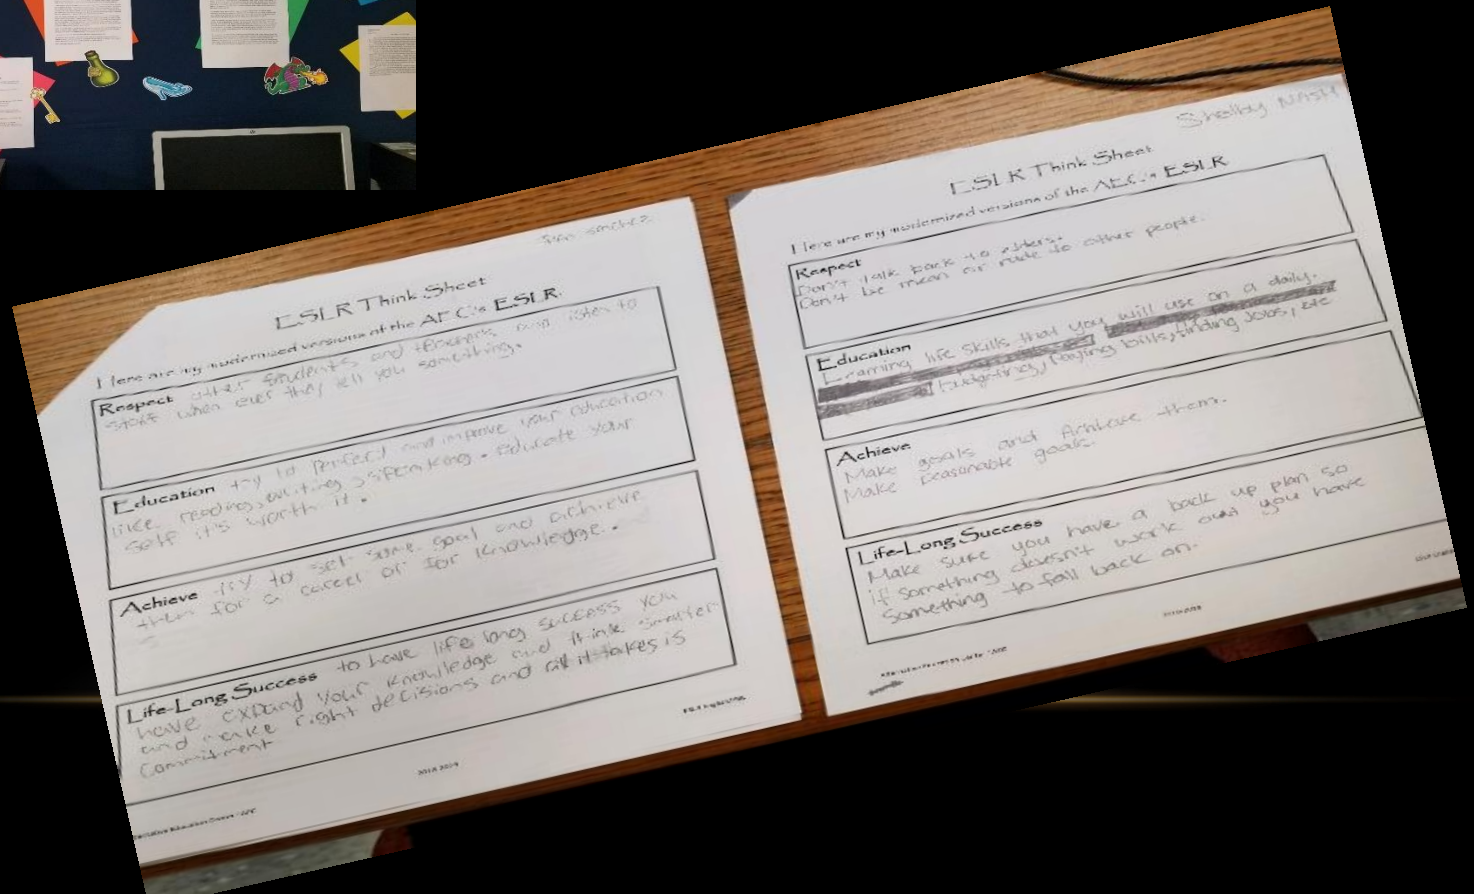 ESLR Think Sheet
Here are my modernized versions of the AEC's ESLR.
Respect other students and teachers and listen to
staff when ever they tell you something.
Education try to perfect and improve your education
like reading, writing, speaking. educate your
self it's worth it.
Achieve try to set some goal and achieve
them for a career or for knowledge.
Life-Long Success to have life long success you
have expand your knowledge and think smarter
and make right decisions and all it takes is
Commitment
2018-2019
Shelby NASH
ESLR Think Sheet
Here are my modernized versions of the AEC's ESLR.
Respect
Don't talk back to elders.
Don't be mean or rude to other people.
Education
Learning life skills that you will use on a daily.
budgeting, paying bills, finding Jobs, etc
Achieve
Make goals and Achieve them.
Make reasonable goals.
Life-Long Success
Make sure you have a back up plan so
if something doesn't work out you have
something to fall back on.
2018-2019